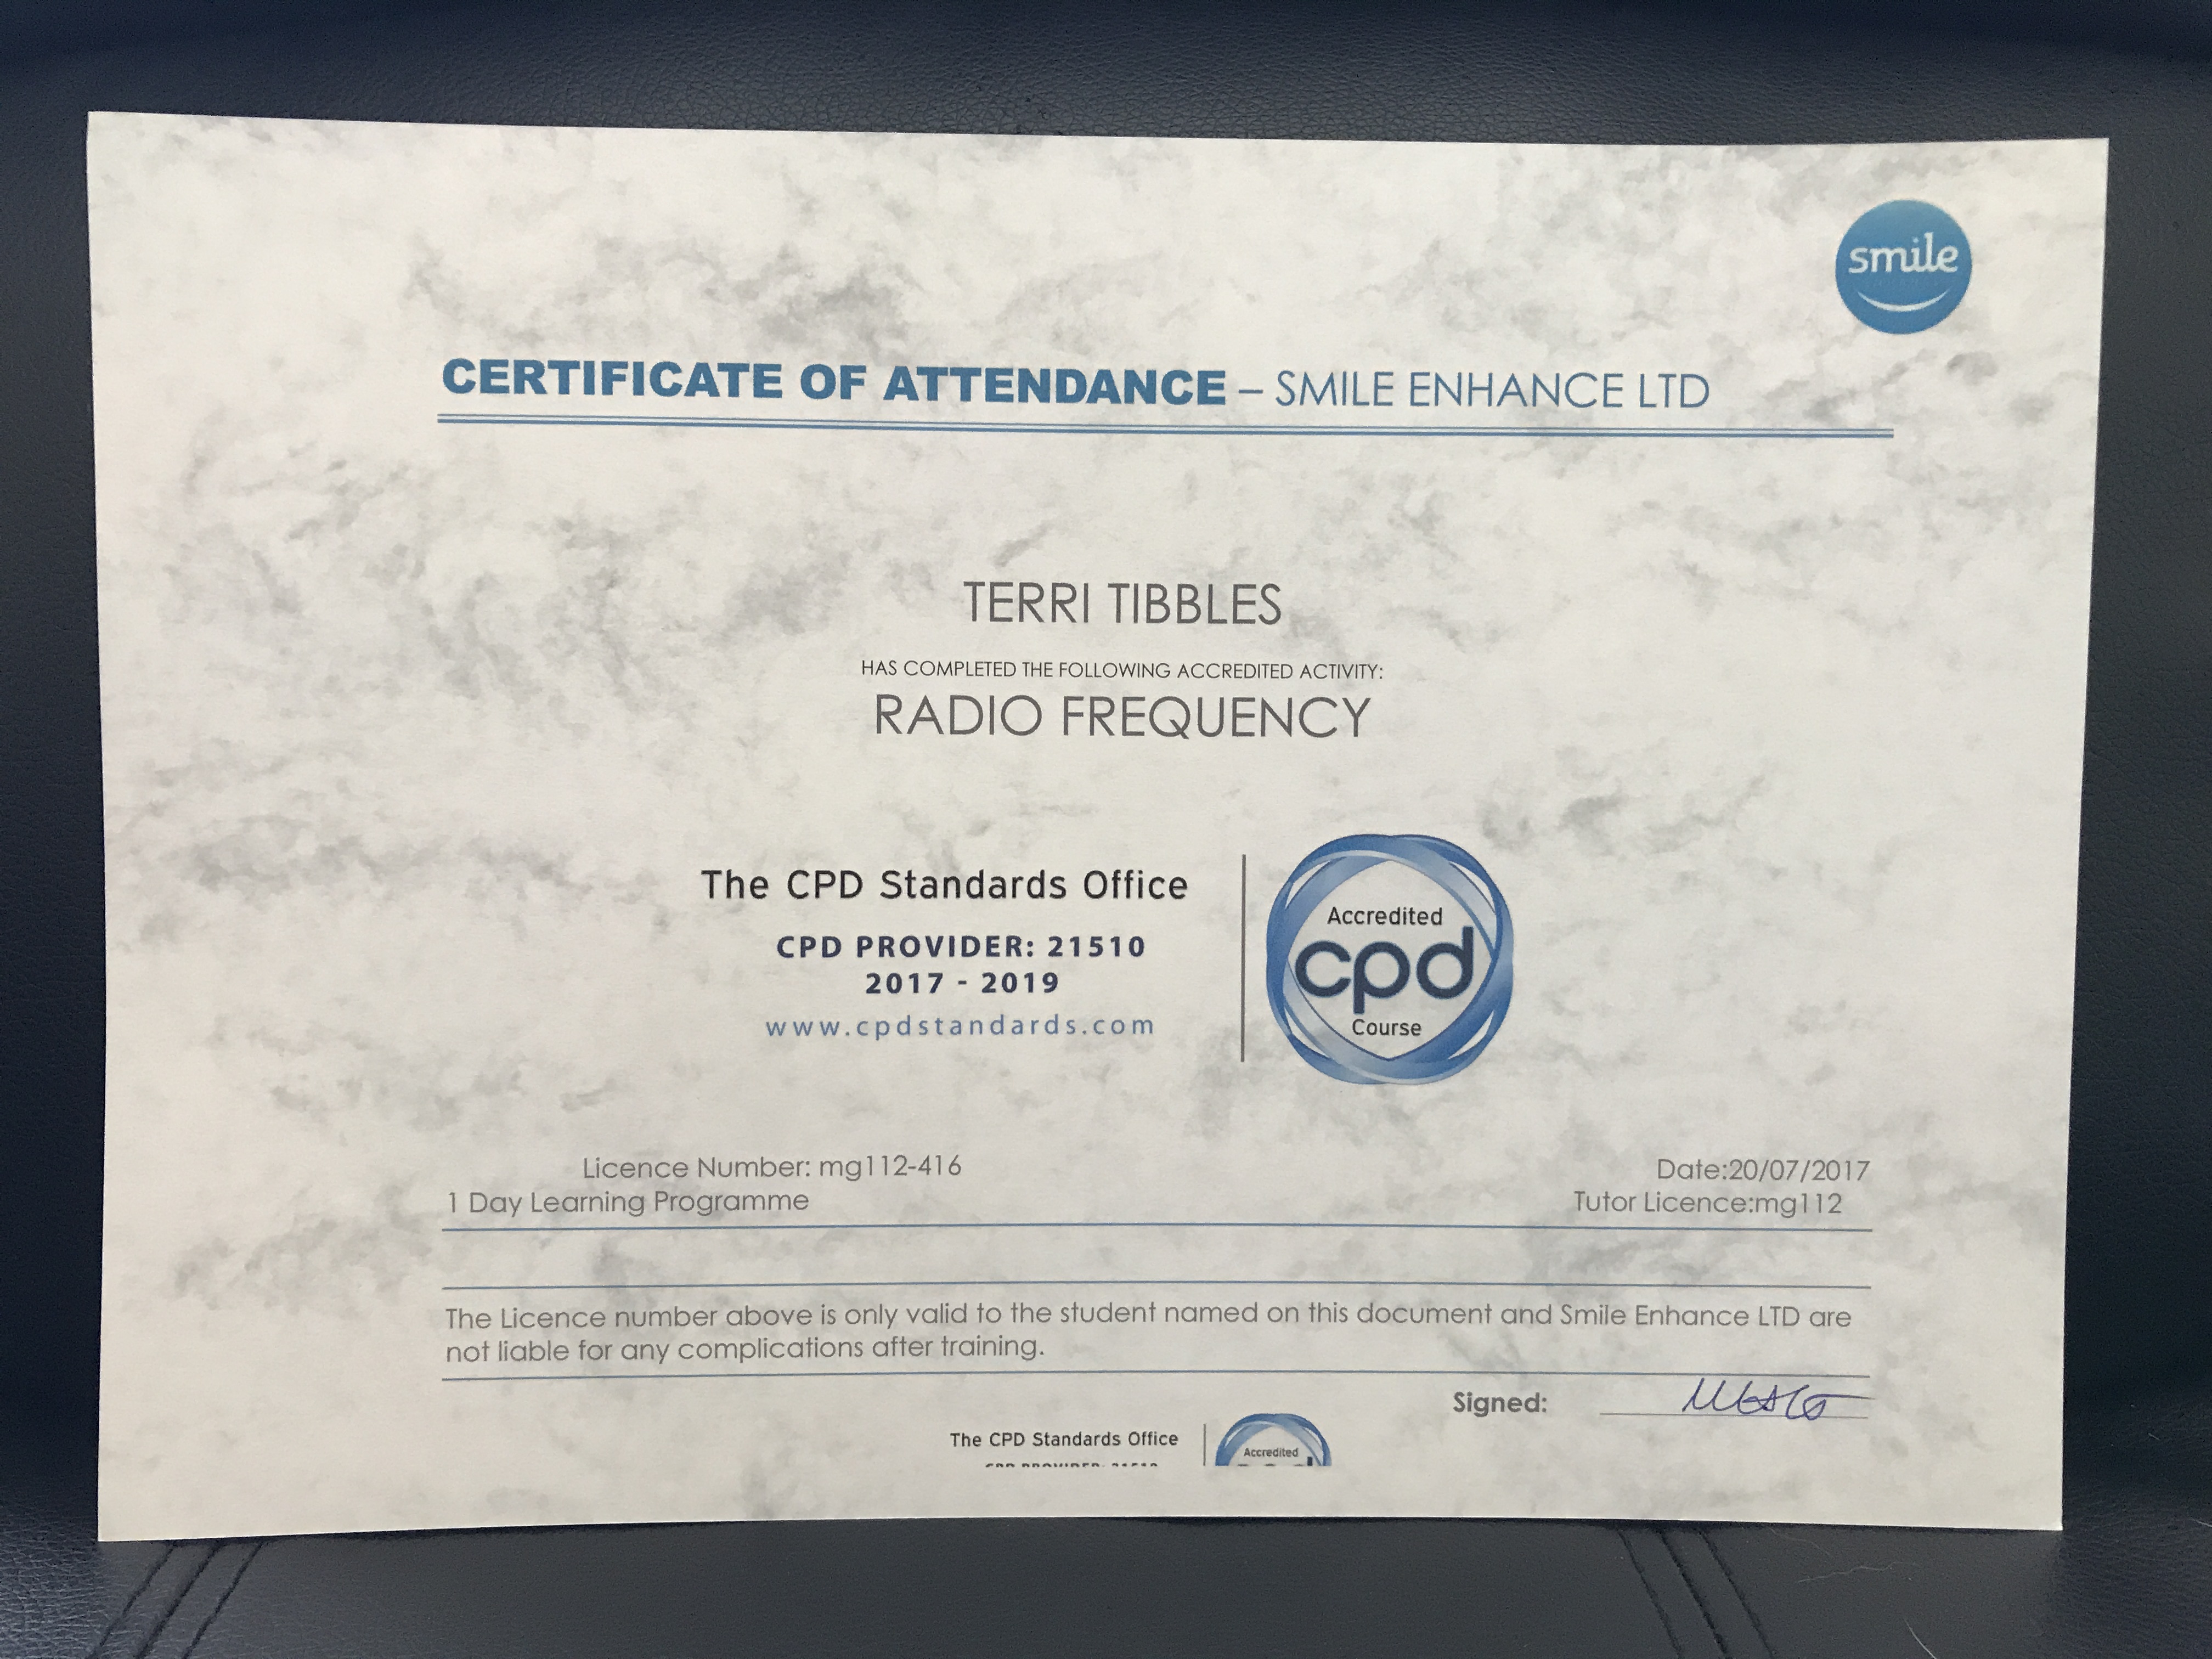 smile
CERTIFICATE OF ATTENDANCE – SMILE ENHANCE LTD
TERRI TIBBLES
HAS COMPLETED THE FOLLOWING ACCREDITED ACTIVITY:
RADIO FREQUENCY
The CPD Standards Office
CPD PROVIDER: 21510
2017 - 2019
www.cpdstandards.com
Accredited
cpd
Course
Licence Number: mg112-416
1 Day Learning Programme
Date:20/07/2017
Tutor Licence:mg112
The Licence number above is only valid to the student named on this document and Smile Enhance LTD are
not liable for any complications after training.
Signed:
The CPD Standards Office
Accredited